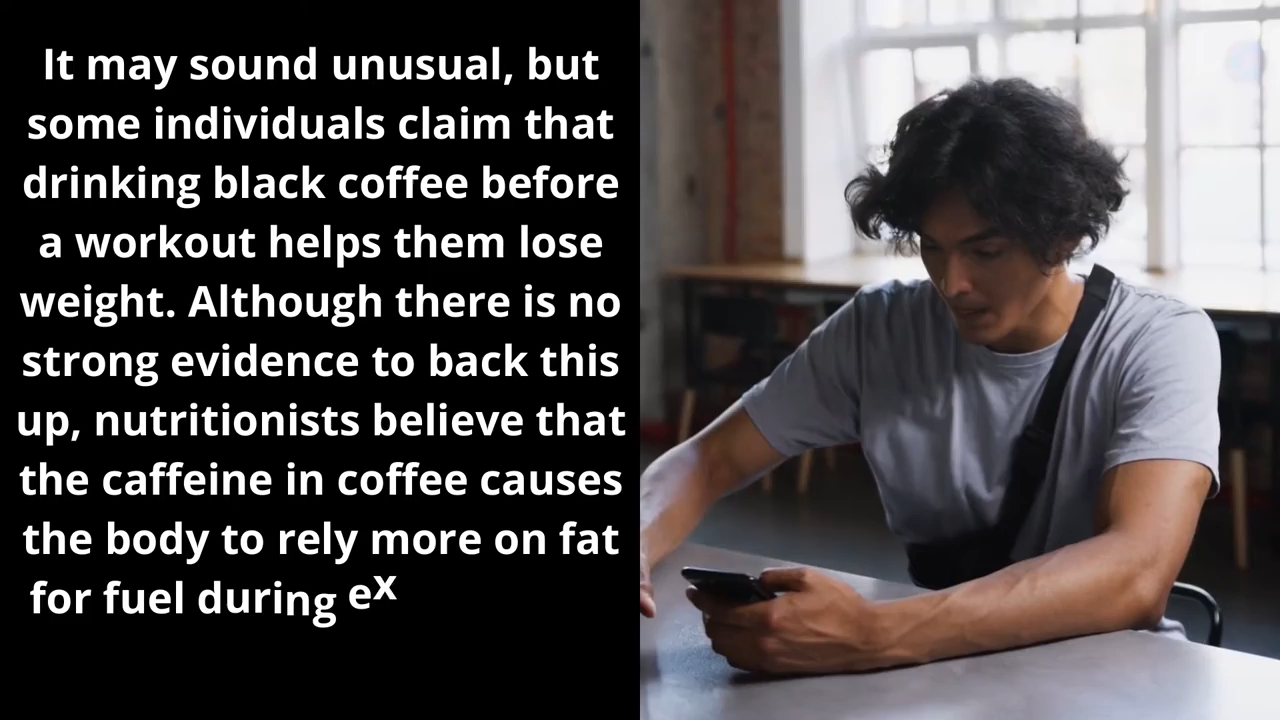 It may sound unusual, but
some individuals claim that
drinking black coffee before
a workout helps them lose
weight. Although there is no
strong evidence to back this
up, nutritionists believe that
the caffeine in coffee causes
the body to rely more on fat
for fuel during ex